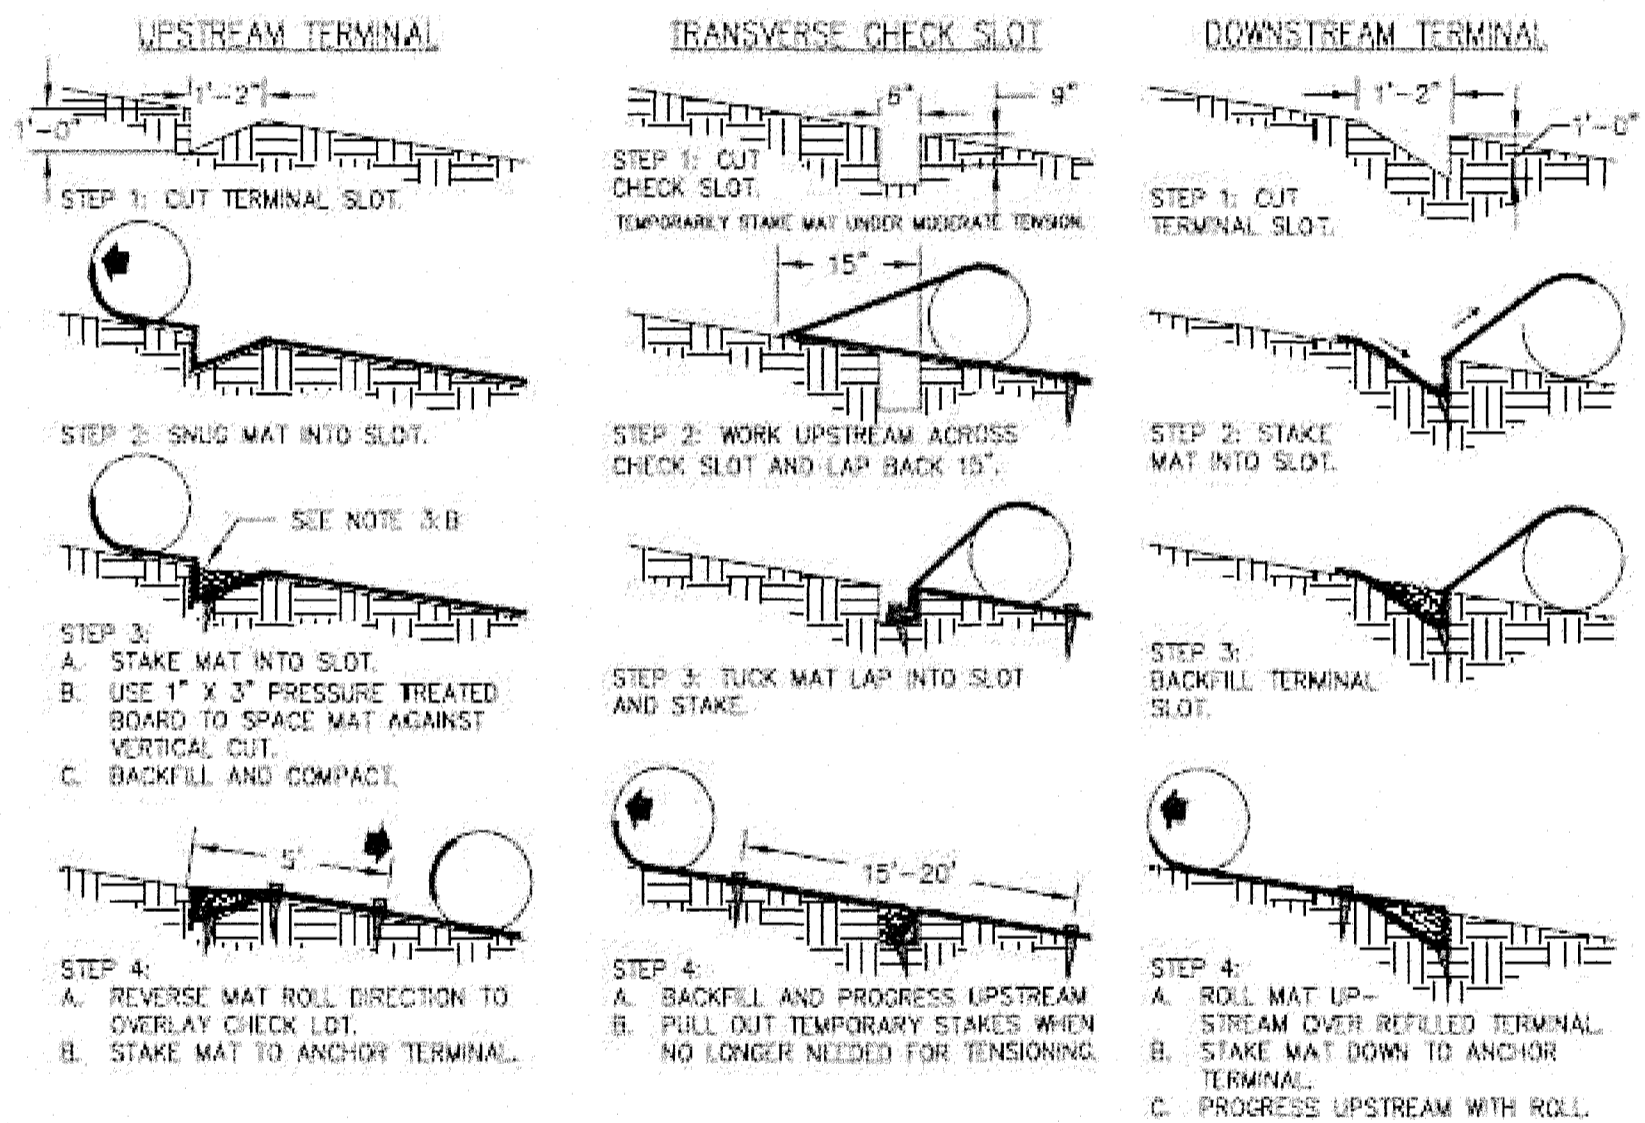 UPSTREAM TERMINAL
1'-2"
1'-0"
STEP 1: CUT TERMINAL SLOT.
STEP 2: SNUG MAT INTO SLOT.
SEE NOTE 3:B
STEP 3:
A. STAKE MAT INTO SLOT.
B. USE 1" X 3" PRESSURE TREATED
BOARD TO SPACE MAT AGAINST
VERTICAL CUT.
C. BACKFILL AND COMPACT.
5'
STEP 4:
A. REVERSE MAT ROLL DIRECTION TO
OVERLAY CHECK LOT.
B. STAKE MAT TO ANCHOR TERMINAL.
TRANSVERSE CHECK SLOT
6"
9"
STEP 1: CUT
CHECK SLOT.
TEMPORARILY STAKE MAT UNDER MODERATE TENSION.
15"
STEP 2: WORK UPSTREAM ACROSS
CHECK SLOT AND LAP BACK 15".
STEP 3: TUCK MAT LAP INTO SLOT
AND STAKE.
15'-20'
STEP 4:
A. BACKFILL AND PROGRESS UPSTREAM
B. PULL OUT TEMPORARY STAKES WHEN
NO LONGER NEEDED FOR TENSIONING.
DOWNSTREAM TERMINAL
1'-2"
1'-0"
STEP 1: CUT
TERMINAL SLOT.
STEP 2: STAKE
MAT INTO SLOT.
STEP 3:
BACKFILL TERMINAL
SLOT.
STEP 4:
A. ROLL MAT UP-
STREAM OVER REFILLED TERMINAL.
B. STAKE MAT DOWN TO ANCHOR
TERMINAL.
C. PROGRESS UPSTREAM WITH ROLL.